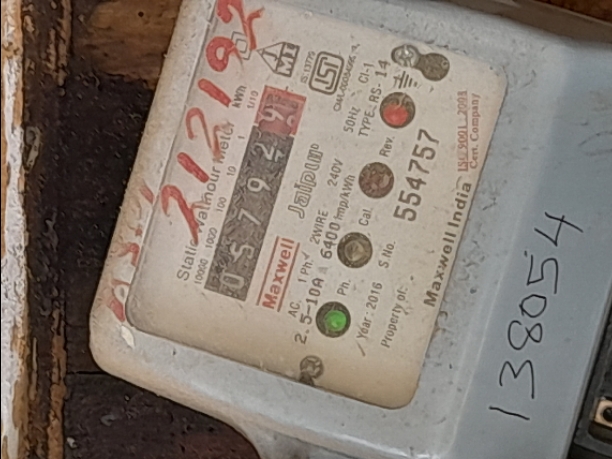 212192
Static Watthour Meter
kWh
10000 1000 100 10 1 1/10
0 5 7 9 2 9
Maxwell Jaipur
AC. 1 Ph. 2WIRE 240V 50HZ Cl-1
2.5-10A 6400 Imp/kWh TYPE RS-14
Ph. Cal Rev.
Year: 2016 S.No. 554757
Property of:
Maxwell India ISO 9001:2008
Cert. Company
138054